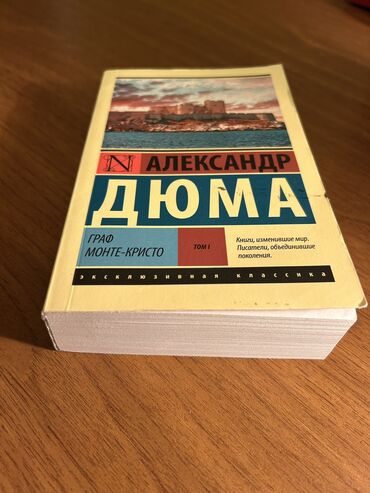 N АЛЕКСАНДР
ДЮМА
ГРАФ
МОНТЕ-КРИСТО
ТОМ I
Книги, изменившие мир.
Писатели, объединившие
поколения.
эксклюзивная классика